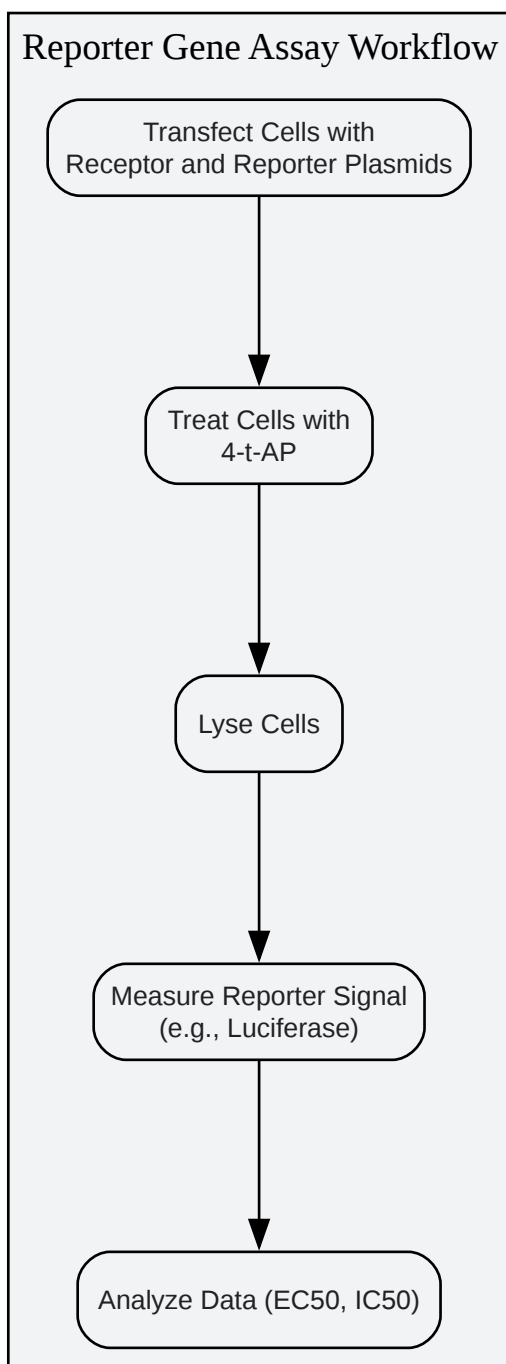 Reporter Gene Assay Workflow
Transfect Cells with
Receptor and Reporter Plasmids
Treat Cells with
4-t-AP
Lyse Cells
Measure Reporter Signal
(e.g., Luciferase)
Analyze Data (EC50, IC50)